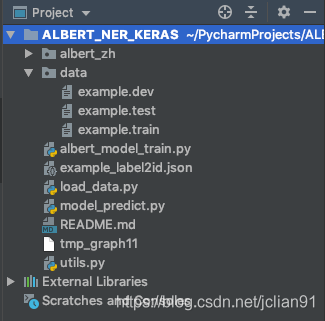 Project
ALBERT_NER_KERAS ~/PycharmProjects/ALB
albert_zh
data
example.dev
example.test
example.train
albert_model_train.py
example_label2id.json
load_data.py
model_predict.py
README.md
tmp_graph11
utils.py
External Libraries
Scratches and Consoles
https://blog.csdn.net/jclian91